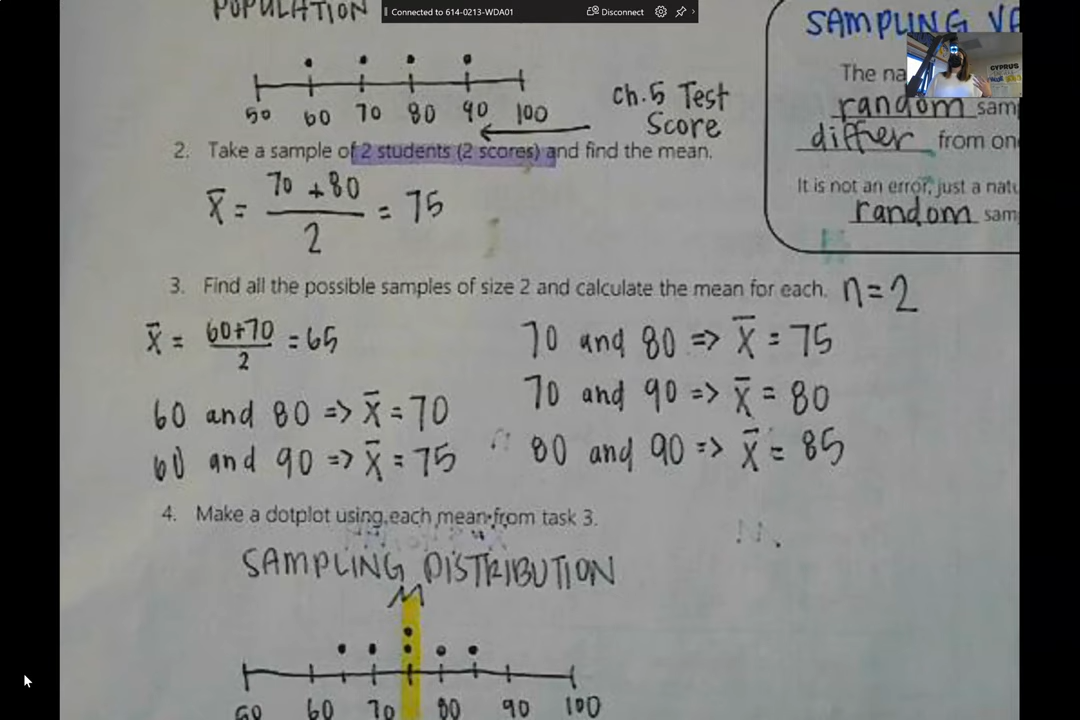 POPULATION
Connected to 614-0213-WDA01
Disconnect
SAMPLING VA
50 60 70 80 90 100
Ch.5 Test
Score
The na
random sam
differ from on
It is not an error, just a natu
random sam
2. Take a sample of 2 students (2 scores) and find the mean.
x̄ = 70 + 80 / 2 = 75
3. Find all the possible samples of size 2 and calculate the mean for each. n=2
x̄ = 60+70 / 2 = 65
60 and 80 => x̄ = 70
60 and 90 => x̄ = 75
70 and 80 => x̄ = 75
70 and 90 => x̄ = 80
80 and 90 => x̄ = 85
4. Make a dotplot using each mean from task 3.
SAMPLING DISTRIBUTION
M
50 60 70 80 90 100
CYPRUS